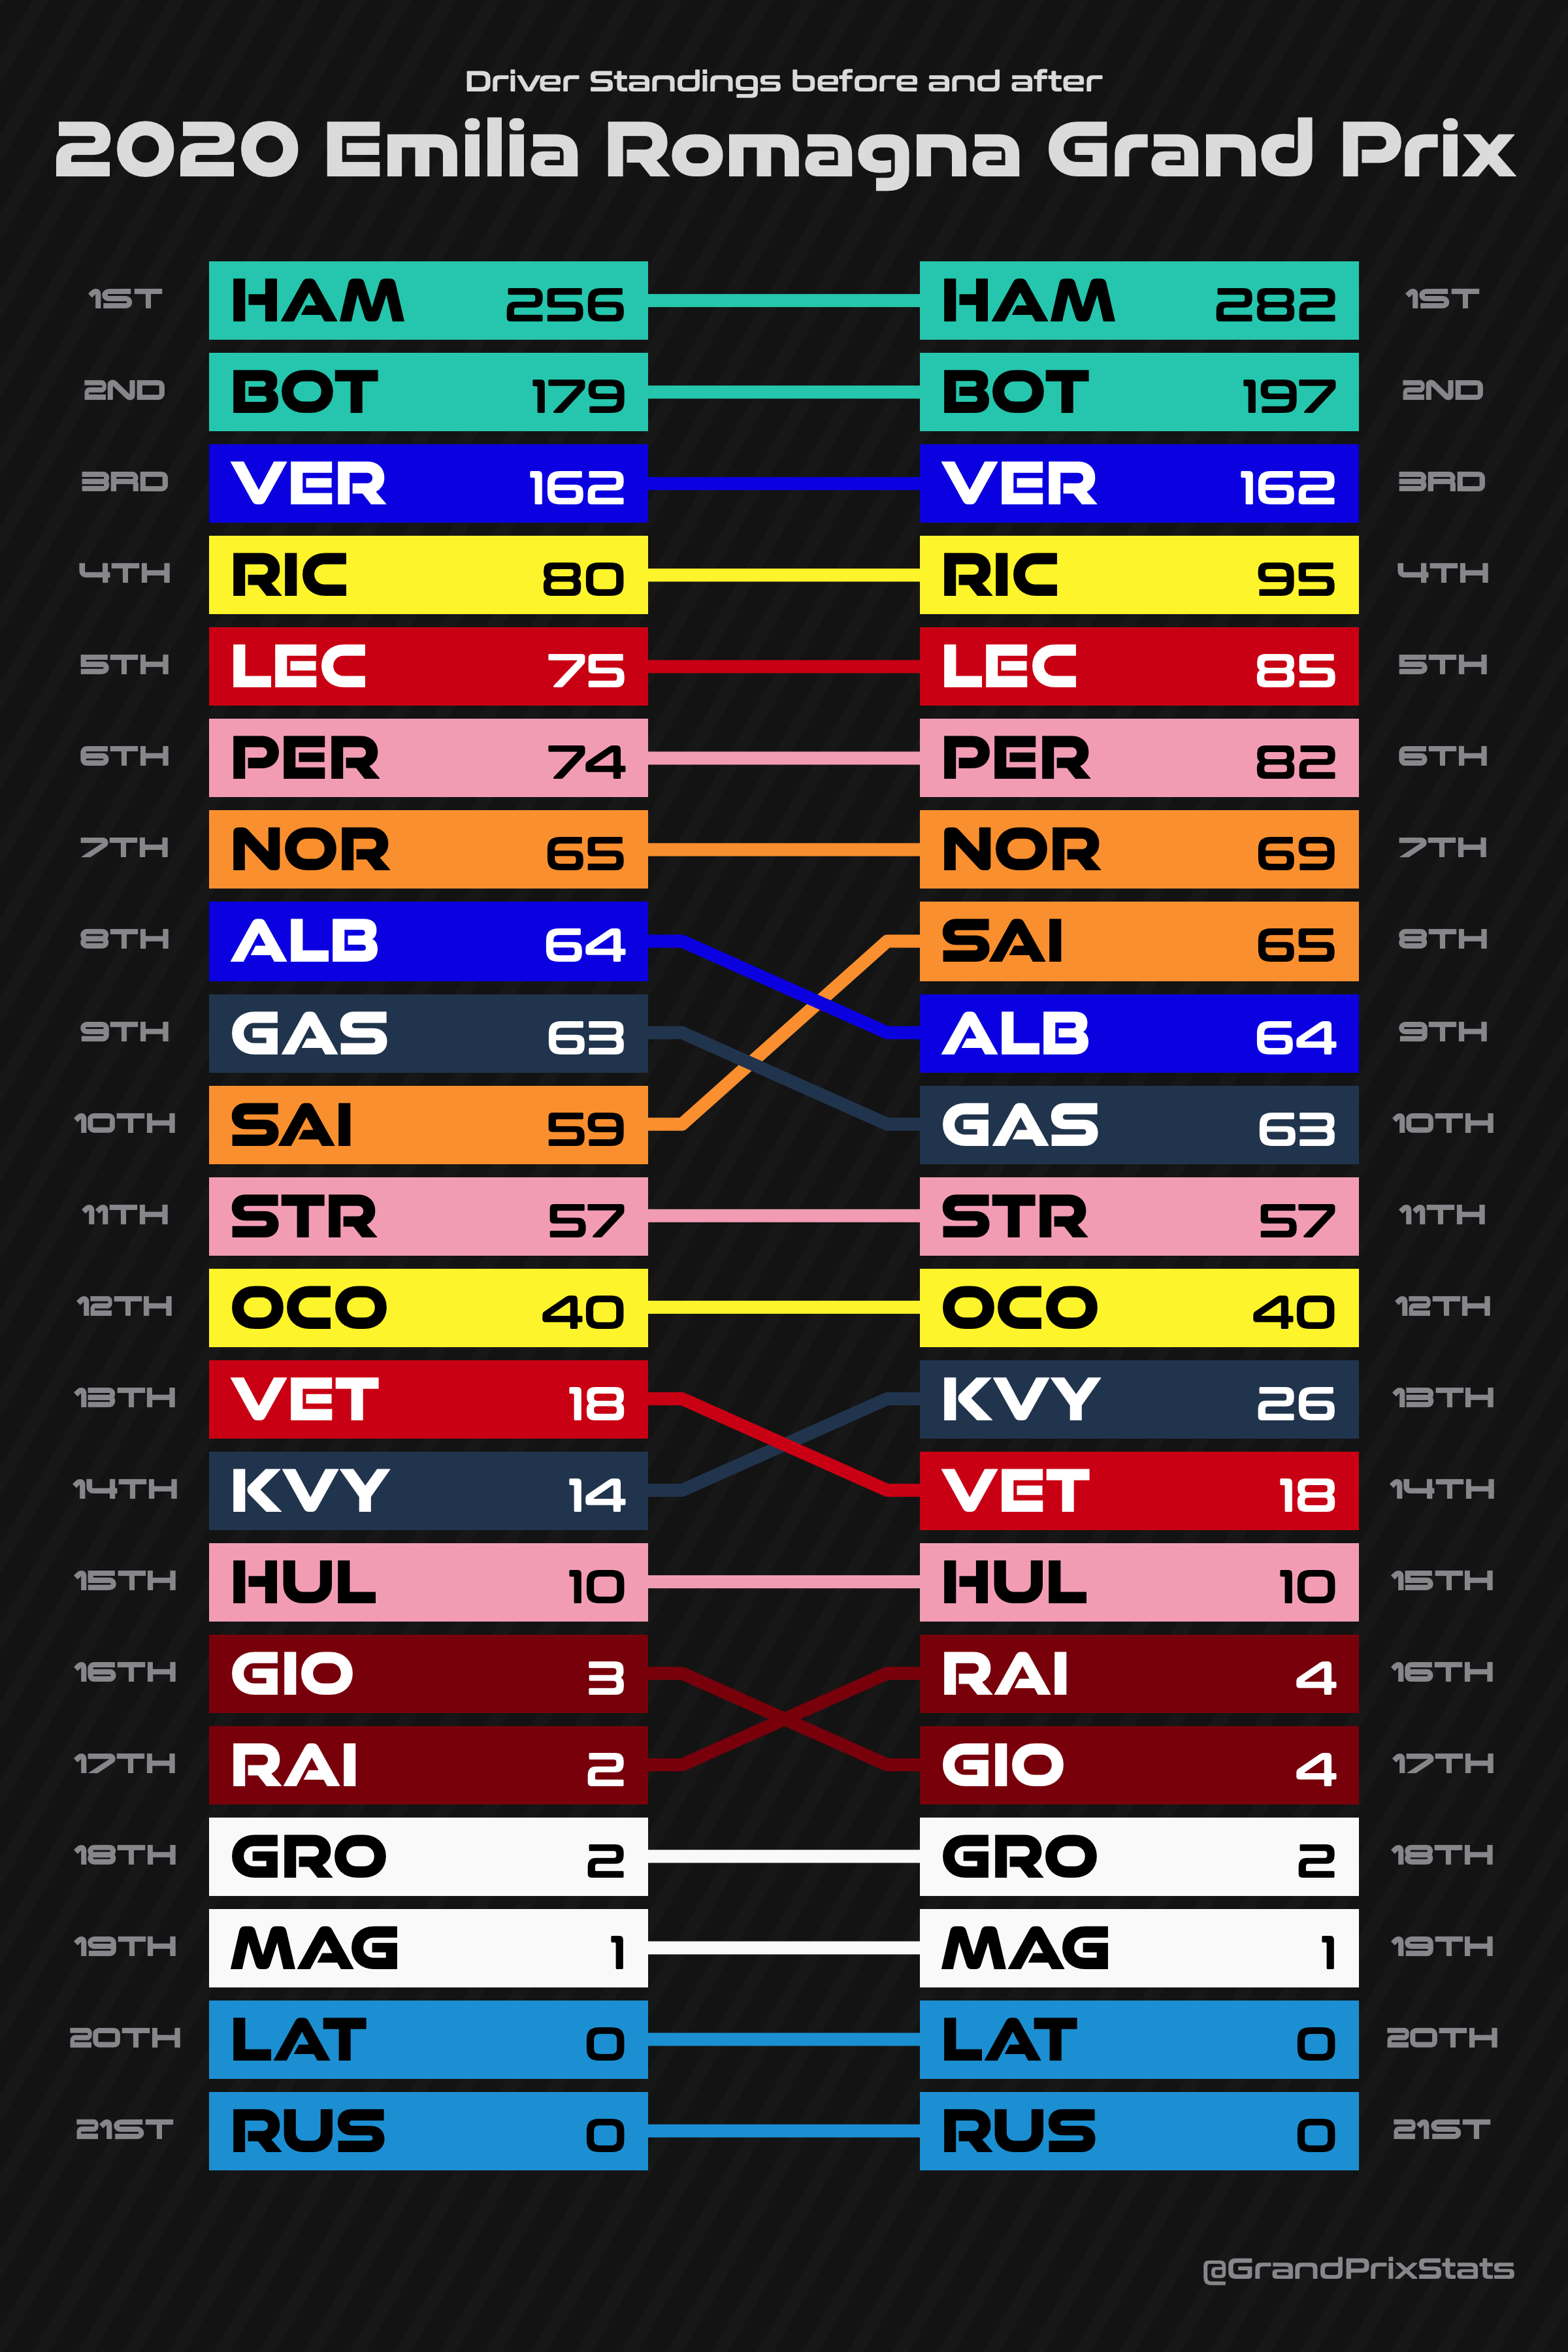 Driver Standings before and after
2020 Emilia Romagna Grand Prix
1ST HAM 256 HAM 282 1ST
2ND BOT 179 BOT 197 2ND
3RD VER 162 VER 162 3RD
4TH RIC 80 RIC 95 4TH
5TH LEC 75 LEC 85 5TH
6TH PER 74 PER 82 6TH
7TH NOR 65 NOR 69 7TH
8TH ALB 64 SAI 65 8TH
9TH GAS 63 ALB 64 9TH
10TH SAI 59 GAS 63 10TH
11TH STR 57 STR 57 11TH
12TH OCO 40 OCO 40 12TH
13TH VET 18 KVY 26 13TH
14TH KVY 14 VET 18 14TH
15TH HUL 10 HUL 10 15TH
16TH GIO 3 RAI 4 16TH
17TH RAI 2 GIO 4 17TH
18TH GRO 2 GRO 2 18TH
19TH MAG 1 MAG 1 19TH
20TH LAT 0 LAT 0 20TH
21ST RUS 0 RUS 0 21ST
@GrandPrixStats